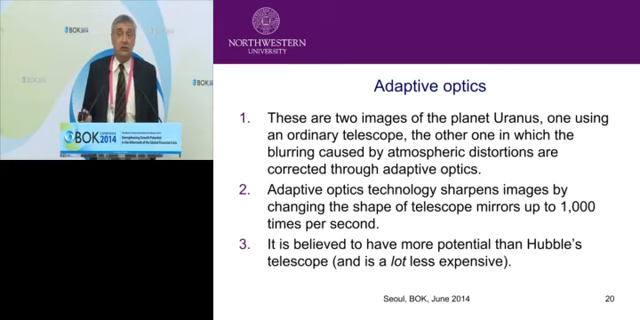 NORTHWESTERN
UNIVERSITY
Adaptive optics
1. These are two images of the planet Uranus, one using
an ordinary telescope, the other one in which the
blurring caused by atmospheric distortions are
corrected through adaptive optics.
2. Adaptive optics technology sharpens images by
changing the shape of telescope mirrors up to 1,000
times per second.
3. It is believed to have more potential than Hubble's
telescope (and is a lot less expensive).
Seoul, BOK, June 2014
20
BOK
2014
Strengthening Growth Potential
in the Aftermath of the Global Financial Crisis